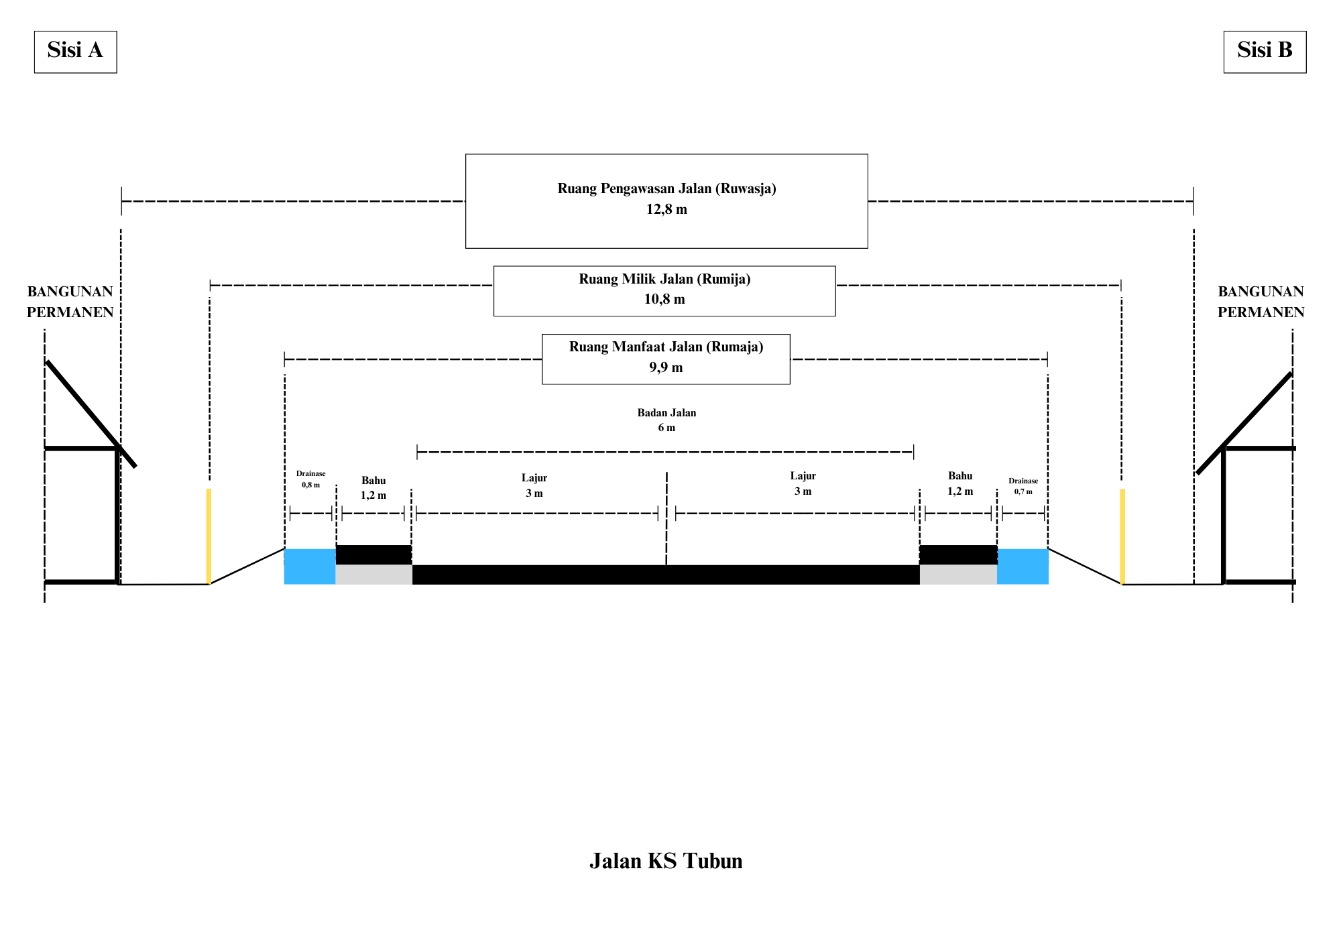 Sisi A
Sisi B
Ruang Pengawasan Jalan (Ruwasja)
12,8 m
Ruang Milik Jalan (Rumija)
10,8 m
BANGUNAN
PERMANEN
BANGUNAN
PERMANEN
Ruang Manfaat Jalan (Rumaja)
9,9 m
Badan Jalan
6 m
Drainase
0,8 m
Bahu
1,2 m
Lajur
3 m
Lajur
3 m
Bahu
1,2 m
Drainase
0,7 m
Jalan KS Tubun